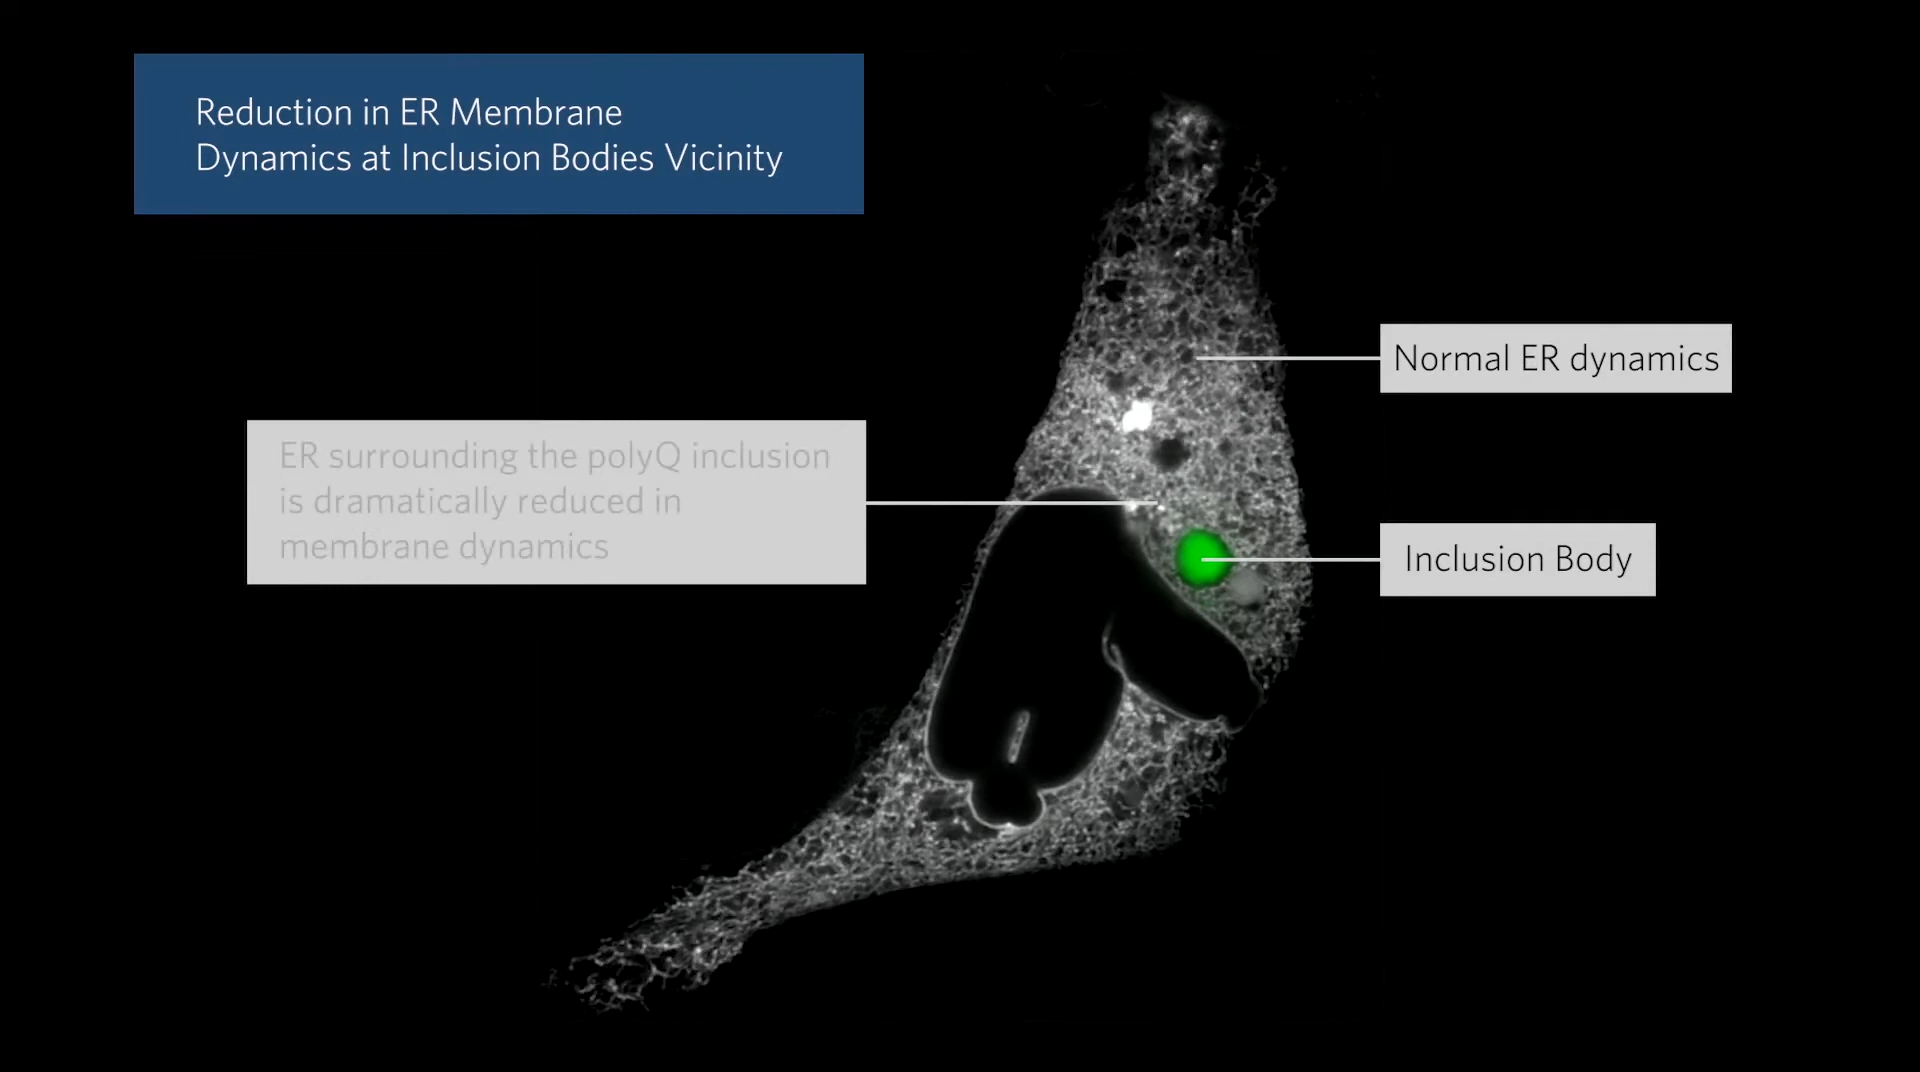 Reduction in ER Membrane
Dynamics at Inclusion Bodies Vicinity
Normal ER dynamics
ER surrounding the polyQ inclusion
is dramatically reduced in
membrane dynamics
Inclusion Body